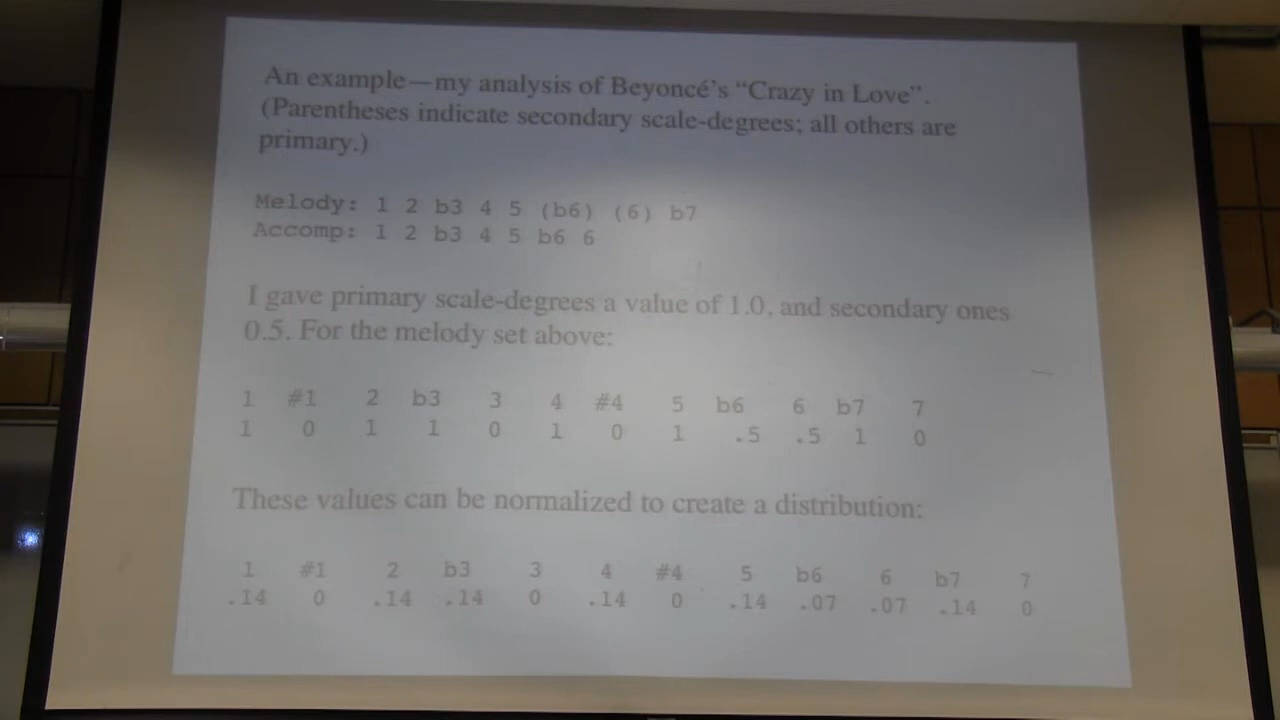 An example—my analysis of Beyoncé's “Crazy in Love”.
(Parentheses indicate secondary scale-degrees; all others are
primary.)
Melody: 1 2 b3 4 5 (b6) (6) b7
Accomp: 1 2 b3 4 5 b6 6
I gave primary scale-degrees a value of 1.0, and secondary ones
0.5. For the melody set above:
1 #1 2 b3 3 4 #4 5 b6 6 b7 7
1 0 1 1 0 1 0 1 .5 .5 1 0
These values can be normalized to create a distribution:
1 #1 2 b3 3 4 #4 5 b6 6 b7 7
.14 0 .14 .14 0 .14 0 .14 .07 .07 .14 0